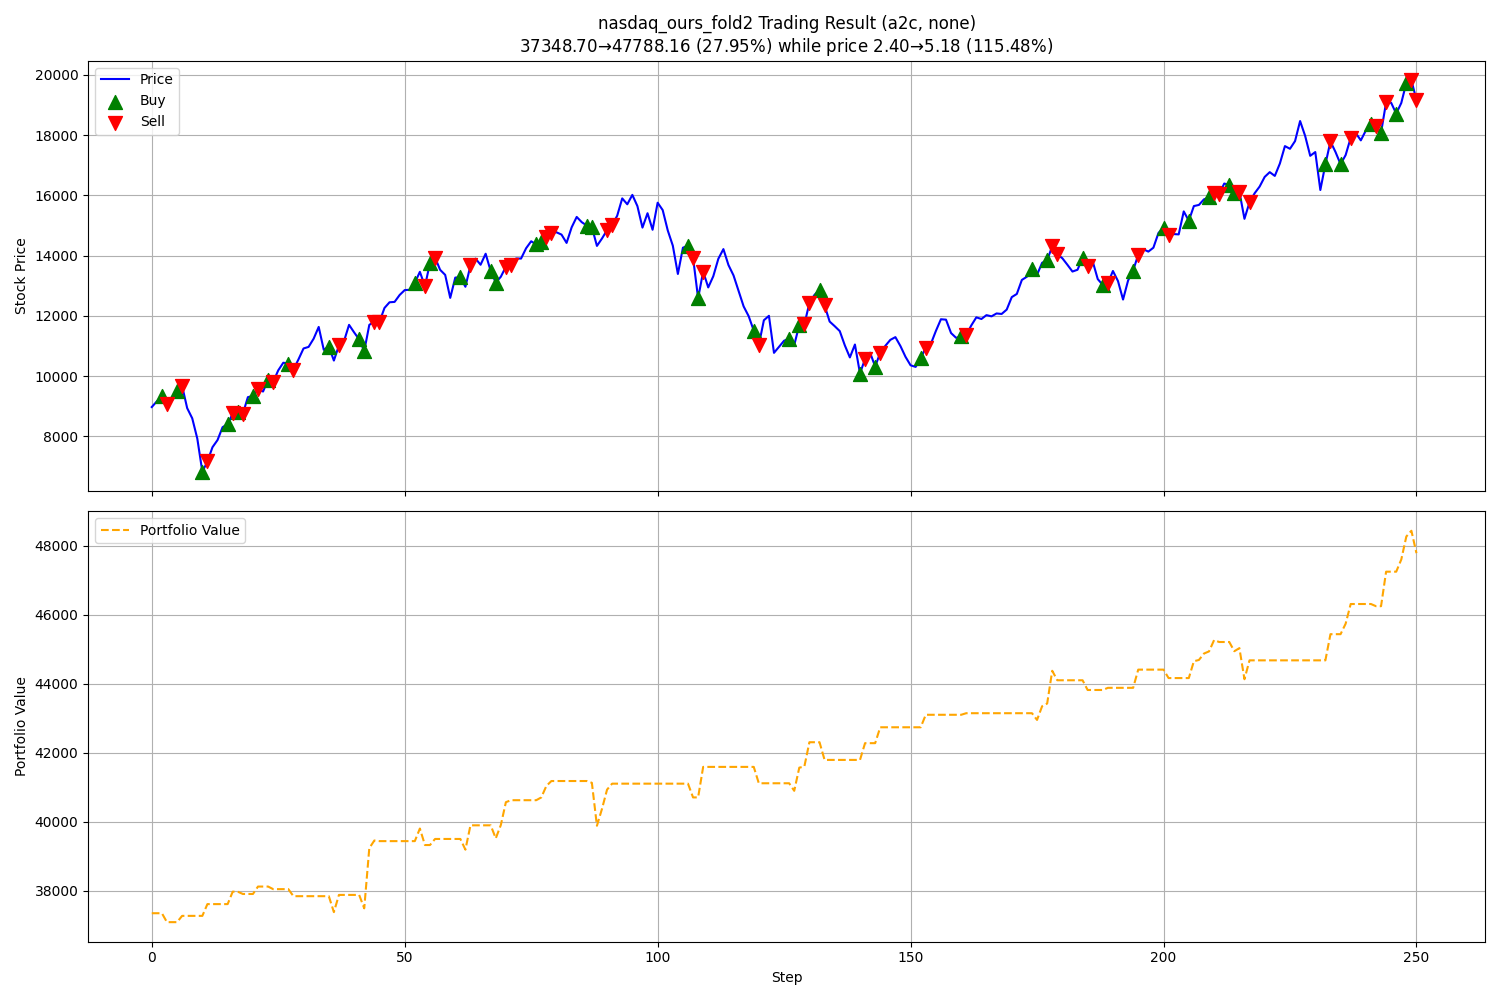 nasdaq_ours_fold2 Trading Result (a2c, none)
37348.70→47788.16 (27.95%) while price 2.40→5.18 (115.48%)
Price
Buy
Sell
Stock Price
20000
18000
16000
14000
12000
10000
8000
Portfolio Value
Portfolio Value
48000
46000
44000
42000
40000
38000
0
50
100
150
200
250
Step